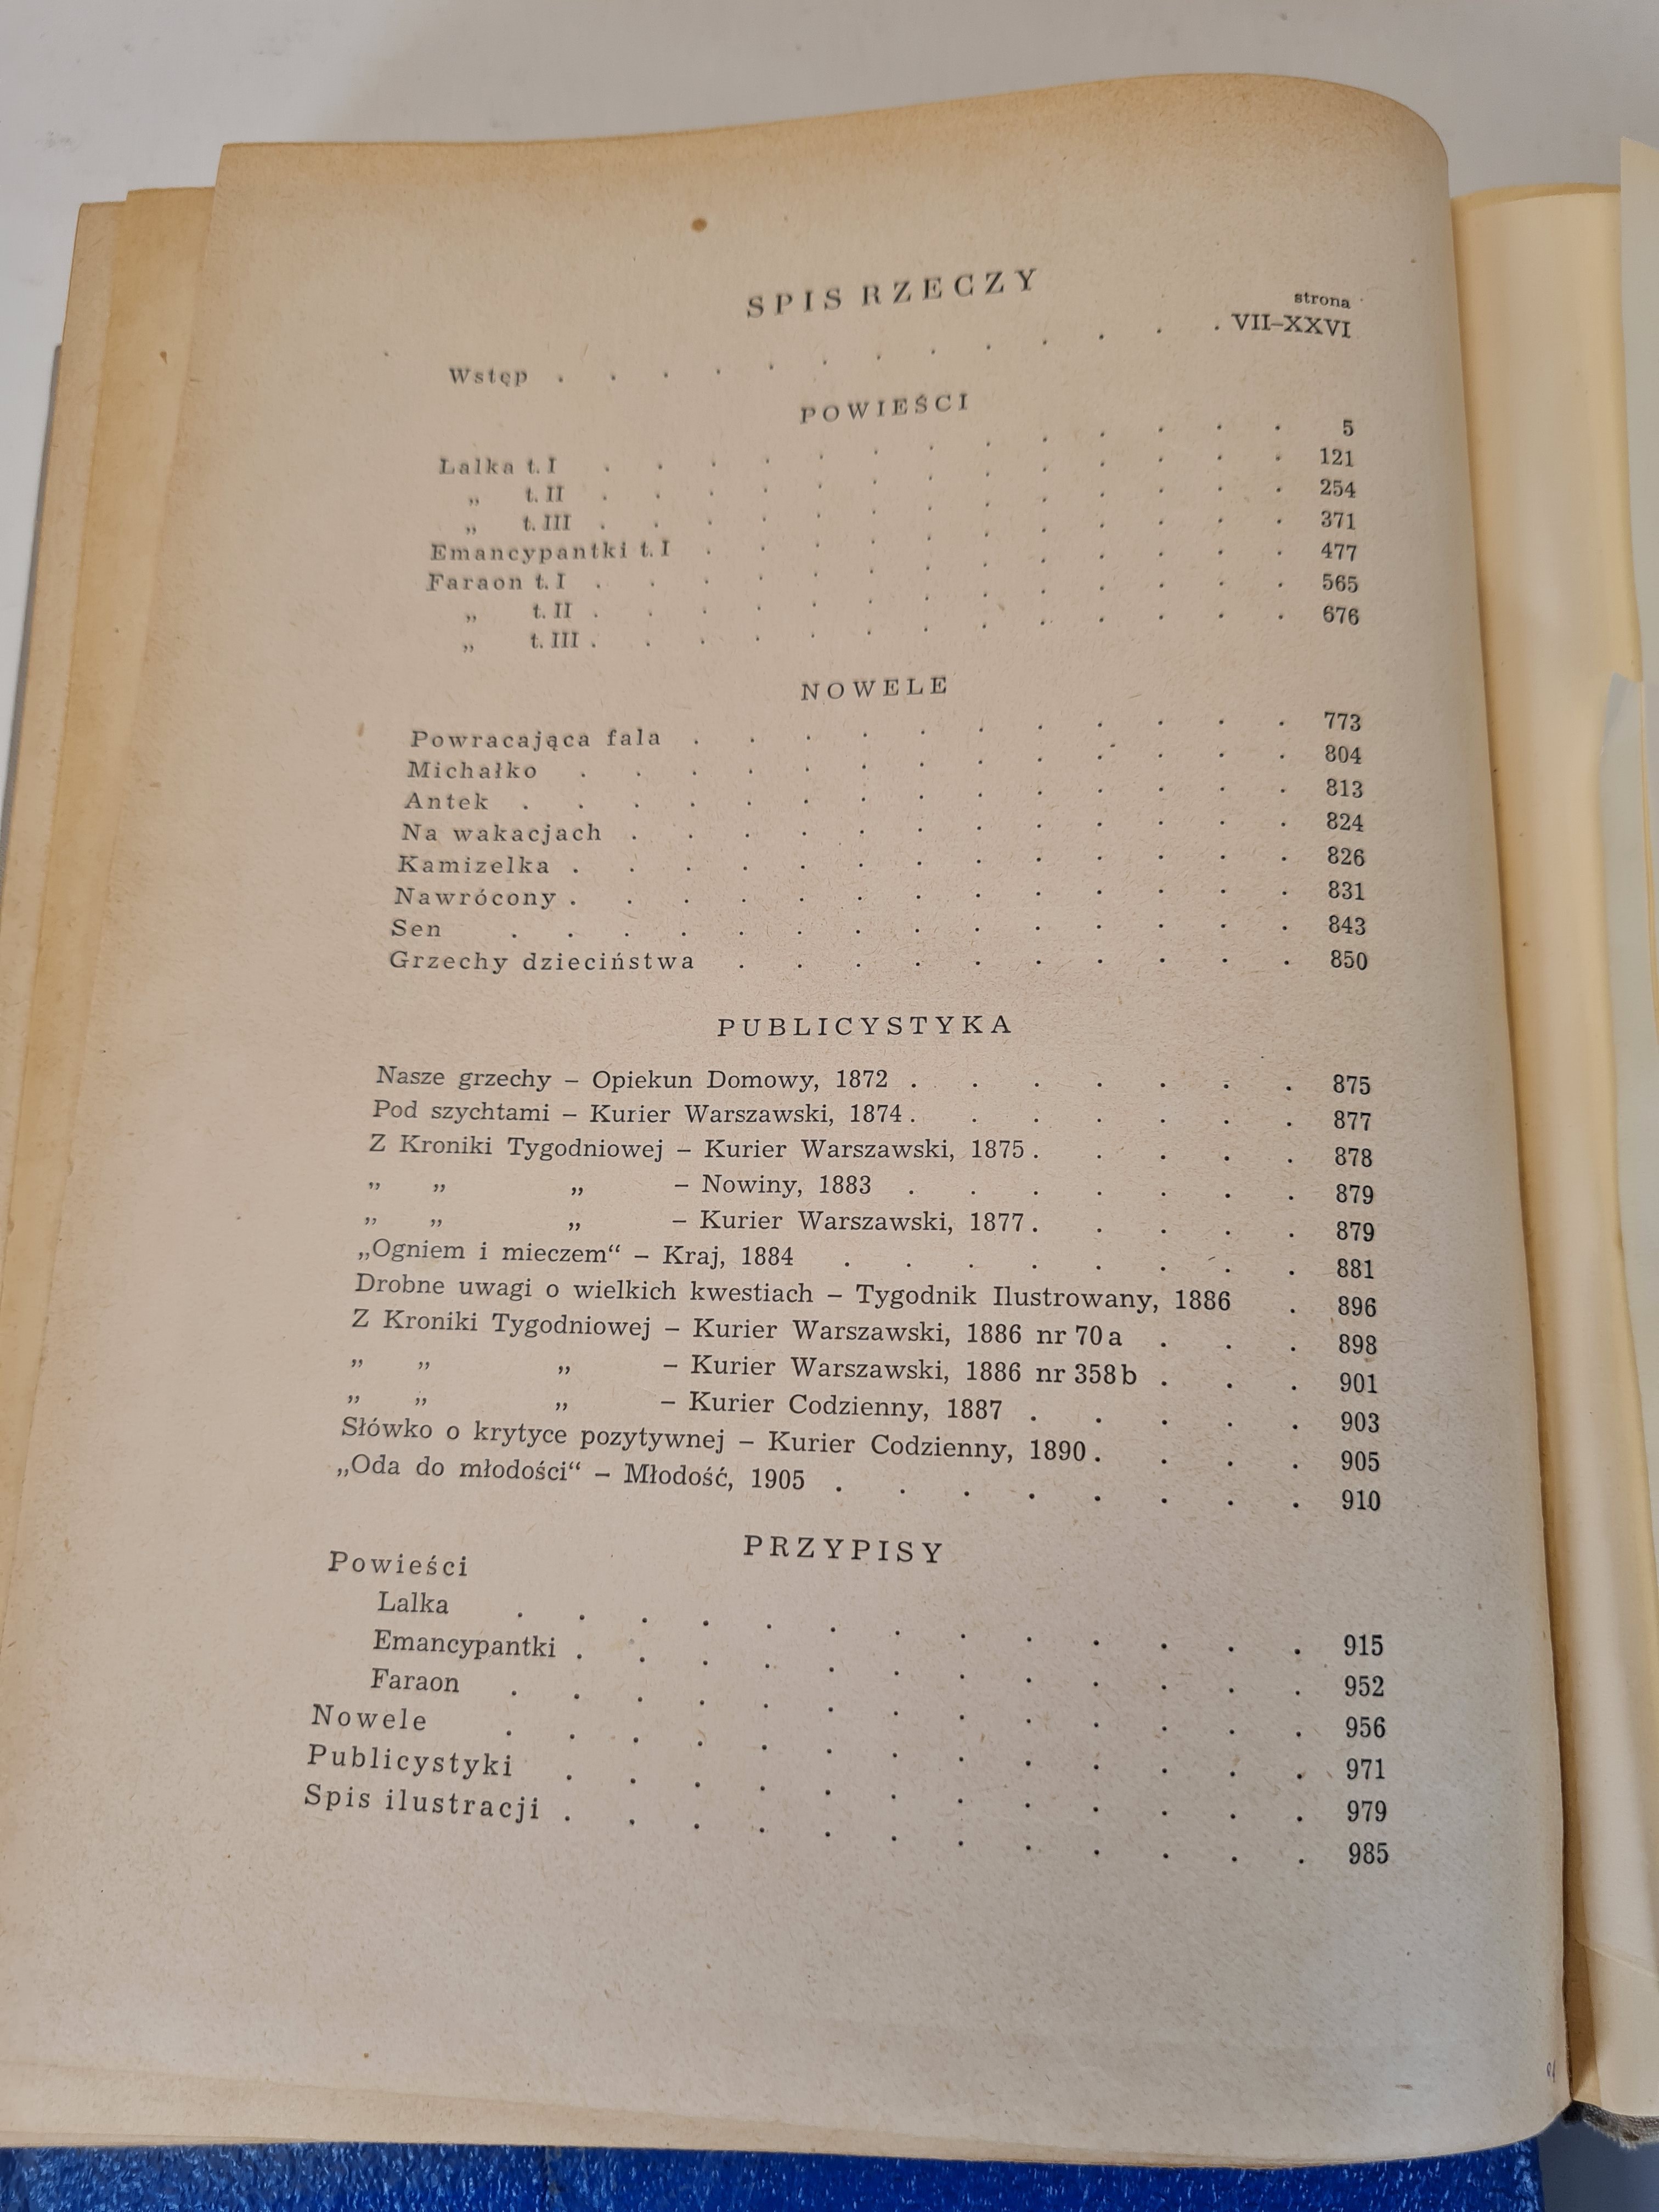 SPIS RZECZY
strona
Wstęp . . . . . . . . . . . . . VII–XXVI
POWIEŚCI
Lalka t. I . . . . . . . . . . . . . 5
„ t. II . . . . . . . . . . . . . 121
„ t. III . . . . . . . . . . . . . 254
Emancypantki t. I . . . . . . . . . . . 371
Faraon t. I . . . . . . . . . . . . . 477
„ t. II . . . . . . . . . . . . . 565
„ t. III . . . . . . . . . . . . . 676
NOWELE
Powracająca fala . . . . . . . . . . . 773
Michałko . . . . . . . . . . . . . 804
Antek . . . . . . . . . . . . . . 813
Na wakacjach . . . . . . . . . . . . 824
Kamizelka . . . . . . . . . . . . . 826
Nawrócony . . . . . . . . . . . . . 831
Sen . . . . . . . . . . . . . . 843
Grzechy dzieciństwa . . . . . . . . . . 850
PUBLICYSTYKA
Nasze grzechy – Opiekun Domowy, 1872 . . . . . . . 875
Pod szychtami – Kurier Warszawski, 1874 . . . . . . . 877
Z Kroniki Tygodniowej – Kurier Warszawski, 1875 . . . . . 878
„ „ „ – Nowiny, 1883 . . . . . . . 879
„ „ „ – Kurier Warszawski, 1877 . . . . . 879
„Ogniem i mieczem“ – Kraj, 1884 . . . . . . . . 881
Drobne uwagi o wielkich kwestiach – Tygodnik Ilustrowany, 1886 . 896
Z Kroniki Tygodniowej – Kurier Warszawski, 1886 nr 70a . . . 898
„ „ „ – Kurier Warszawski, 1886 nr 358b . . . 901
„ „ „ – Kurier Codzienny, 1887 . . . . . 903
Słówko o krytyce pozytywnej – Kurier Codzienny, 1890 . . . . 905
„Oda do młodości“ – Młodość, 1905 . . . . . . . . 910
PRZYPISY
Powieści
Lalka . . . . . . . . . . . . . 915
Emancypantki . . . . . . . . . . . . 952
Faraon . . . . . . . . . . . . . 956
Nowele . . . . . . . . . . . . . 971
Publicystyki . . . . . . . . . . . . 979
Spis ilustracji . . . . . . . . . . . . 985